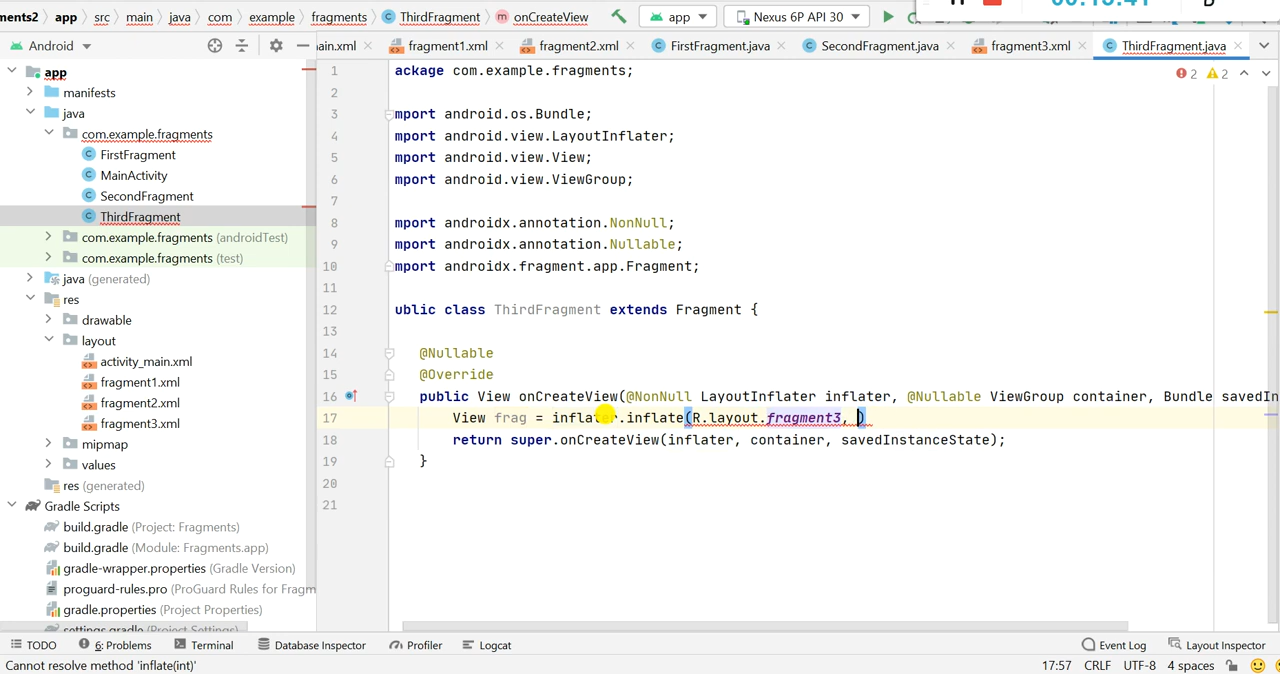 ments2 app src main java com example fragments ThirdFragment onCreateView app Nexus 6P API 30
Android
ain.xml fragment1.xml fragment2.xml FirstFragment.java SecondFragment.java fragment3.xml ThirdFragment.java
2 2
app
manifests
java
com.example.fragments
FirstFragment
MainActivity
SecondFragment
ThirdFragment
com.example.fragments (androidTest)
com.example.fragments (test)
java (generated)
res
drawable
layout
activity_main.xml
fragment1.xml
fragment2.xml
fragment3.xml
mipmap
values
res (generated)
Gradle Scripts
build.gradle (Project: Fragments)
build.gradle (Module: Fragments.app)
gradle-wrapper.properties (Gradle Version)
proguard-rules.pro (ProGuard Rules for Fragm
gradle.properties (Project Properties)
settings.gradle (Project Settings)
1 ackage com.example.fragments;
2
3 mport android.os.Bundle;
4 mport android.view.LayoutInflater;
5 mport android.view.View;
6 mport android.view.ViewGroup;
7
8 mport androidx.annotation.NonNull;
9 mport androidx.annotation.Nullable;
10 mport androidx.fragment.app.Fragment;
11
12 ublic class ThirdFragment extends Fragment {
13
14 @Nullable
15 @Override
16 public View onCreateView(@NonNull LayoutInflater inflater, @Nullable ViewGroup container, Bundle savedIn
17 View frag = inflater.inflate(R.layout.fragment3, )
18 return super.onCreateView(inflater, container, savedInstanceState);
19 }
20
21
TODO 6: Problems Terminal Database Inspector Profiler Logcat Event Log Layout Inspector
Cannot resolve method 'inflate(int)' 17:57 CRLF UTF-8 4 spaces